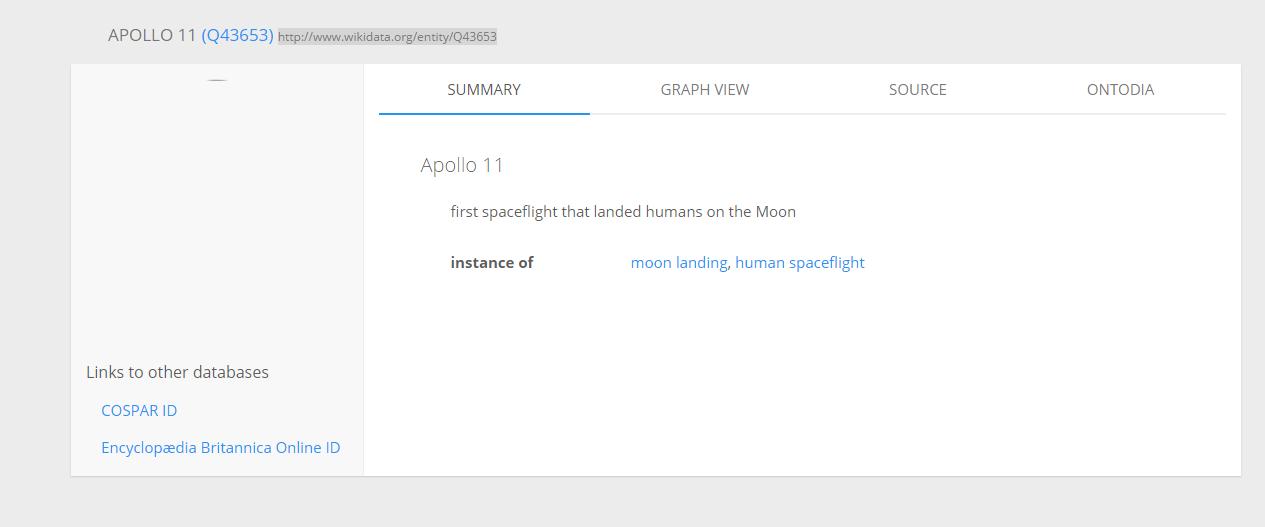 APOLLO 11 (Q43653) http://www.wikidata.org/entity/Q43653
SUMMARY GRAPH VIEW SOURCE ONTODIA
Apollo 11
first spaceflight that landed humans on the Moon
instance of moon landing, human spaceflight
Links to other databases
COSPAR ID
Encyclopædia Britannica Online ID